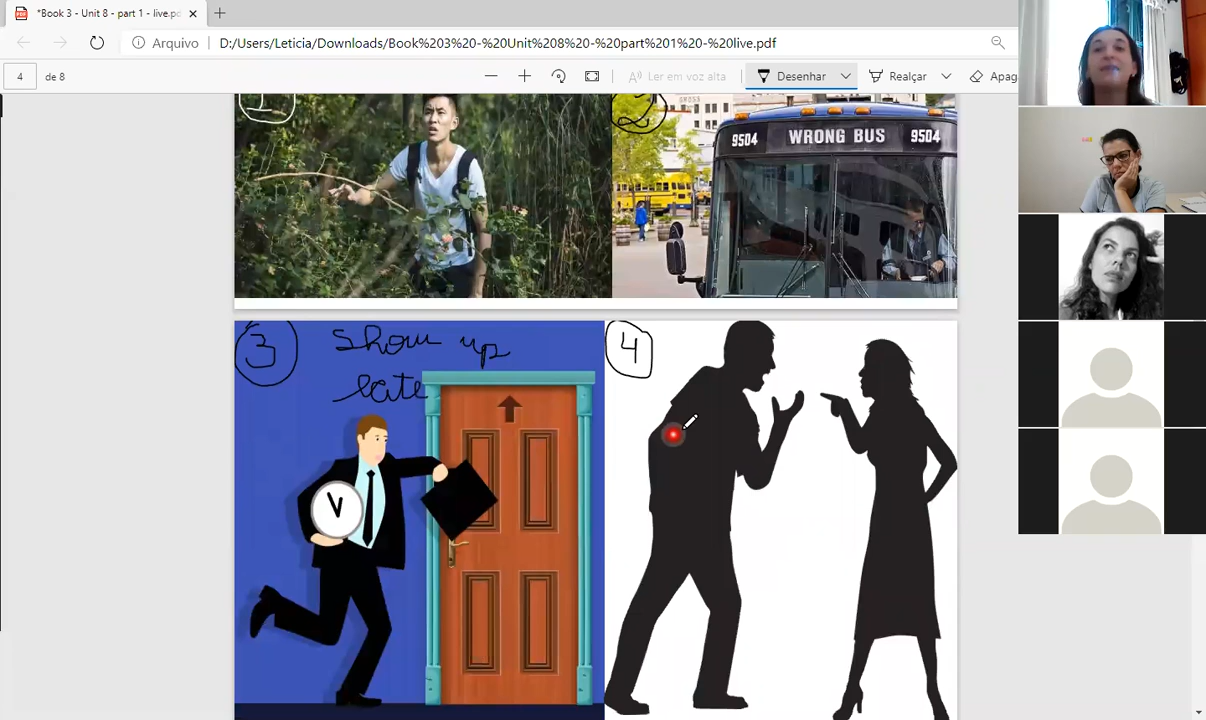 *Book 3 - Unit 8 - part 1 - live.pd
Arquivo D:/Users/Leticia/Downloads/Book%203%20-%20Unit%208%20-%20part%201%20-%20live.pdf
4 de 8 Ler em voz alta Desenhar Realçar Apag
1
2
9504 WRONG BUS 9504
3 show up
late
4